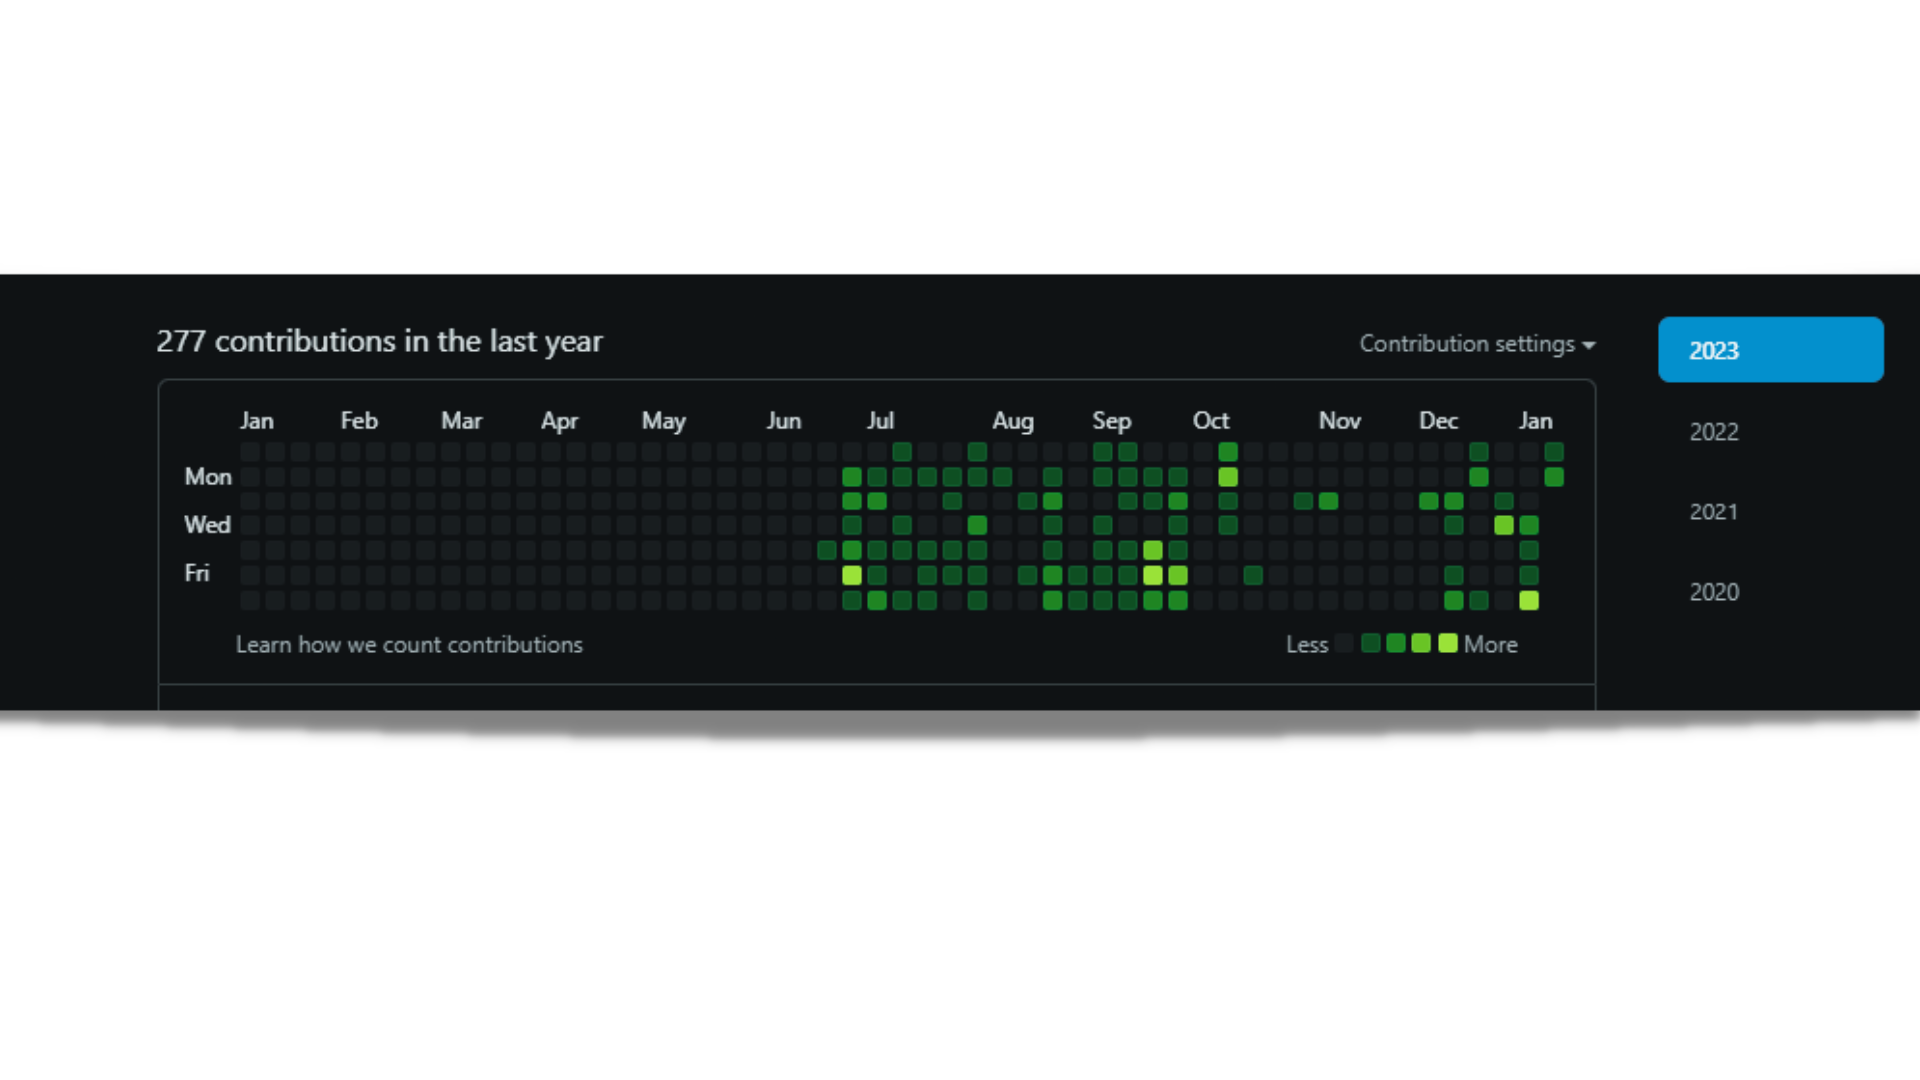 277 contributions in the last year
Contribution settings
2023
2022
2021
2020
Jan Feb Mar Apr May Jun Jul Aug Sep Oct Nov Dec Jan
Mon
Wed
Fri
Learn how we count contributions
Less More